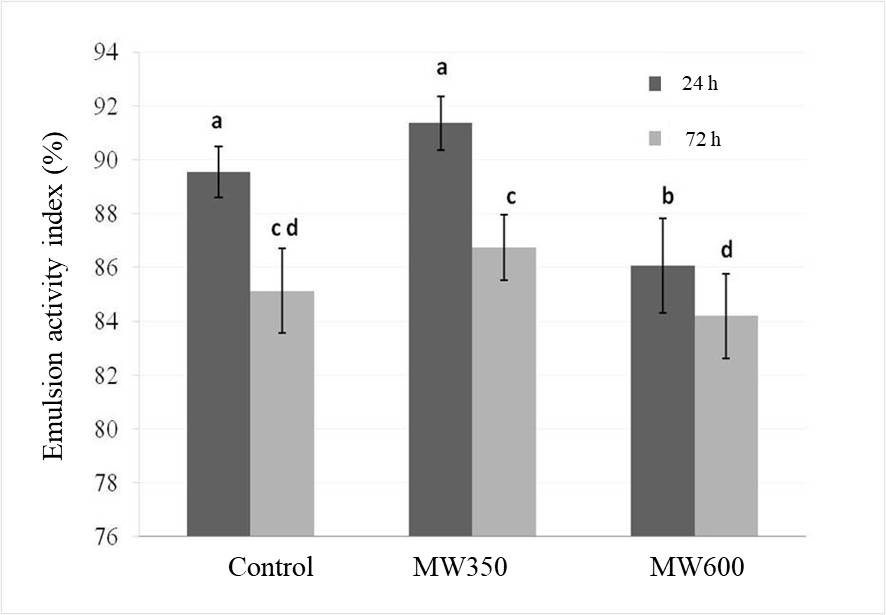 94
92
90
88
86
84
82
80
78
76
Emulsion activity index (%)
24 h
72 h
a
c d
a
c
b
d
Control MW350 MW600